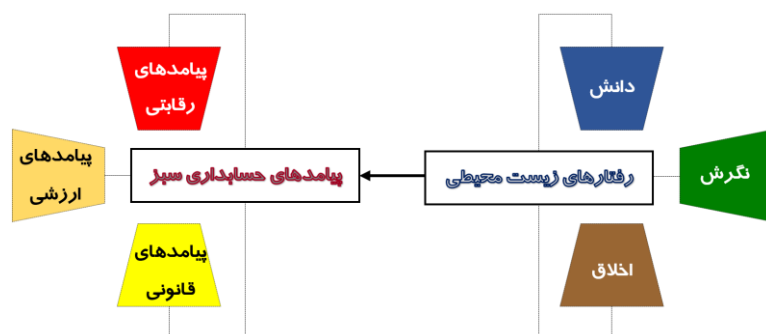 دانش
نگرش
رفتارهای زیست محیطی
اخلاق
پیامدهای
رقابتی
پیامدهای حسابداری سبز
پیامدهای
ارزشی
پیامدهای
قانونی